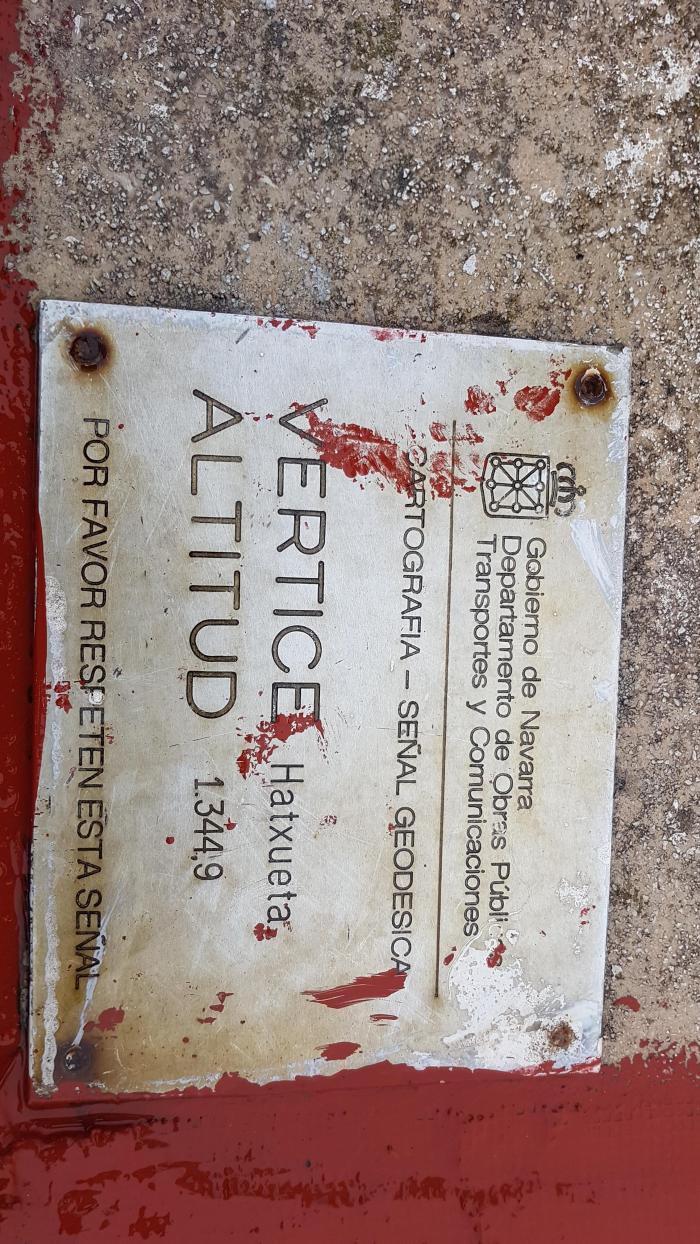 Gobierno de Navarra
Departamento de Obras Públicas
Transportes y Comunicaciones
CARTOGRAFIA – SEÑAL GEODESICA
VERTICE Hatxueta
ALTITUD 1.344,9
POR FAVOR RESPETEN ESTA SEÑAL